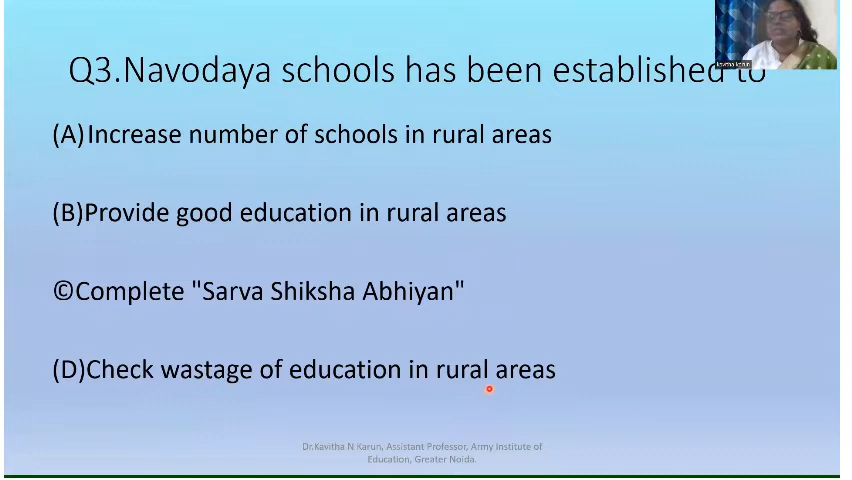 kavitha karun
Q3.Navodaya schools has been established to
(A)Increase number of schools in rural areas
(B)Provide good education in rural areas
©Complete "Sarva Shiksha Abhiyan"
(D)Check wastage of education in rural areas
Dr.Kavitha N Karun, Assistant Professor, Army Institute of
Education, Greater Noida.